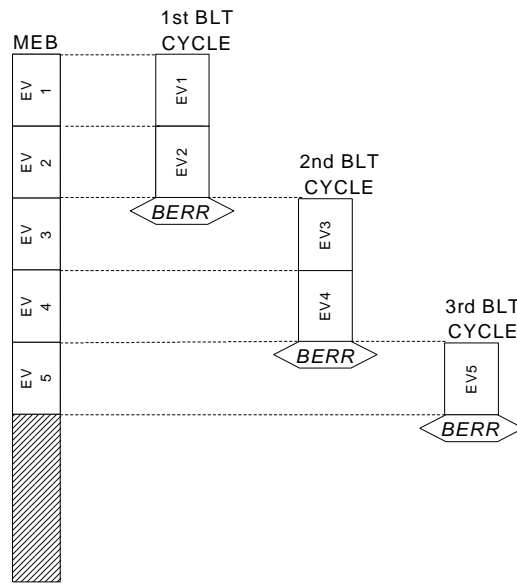 1st BLT
CYCLE
MEB
EV 1
EV1
EV 2
EV2
BERR
2nd BLT
CYCLE
EV 3
EV3
EV 4
EV4
BERR
3rd BLT
CYCLE
EV 5
EV5
BERR